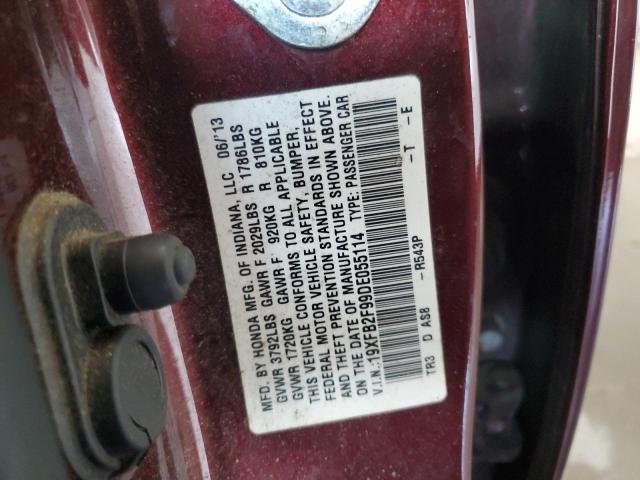 MFD. BY HONDA MFG. OF INDIANA, LLC 06/'13
GVWR 3792LBS GAWR F 2029LBS R 1786LBS
GVWR 1720KG GAWR F 920KG R 810KG
THIS VEHICLE CONFORMS TO ALL APPLICABLE
FEDERAL MOTOR VEHICLE SAFETY, BUMPER,
AND THEFT PREVENTION STANDARDS IN EFFECT
ON THE DATE OF MANUFACTURE SHOWN ABOVE.
V.I.N.:19XFB2F99DE055114 TYPE: PASSENGER CAR
TR3 D AS8 -R543P -T -E